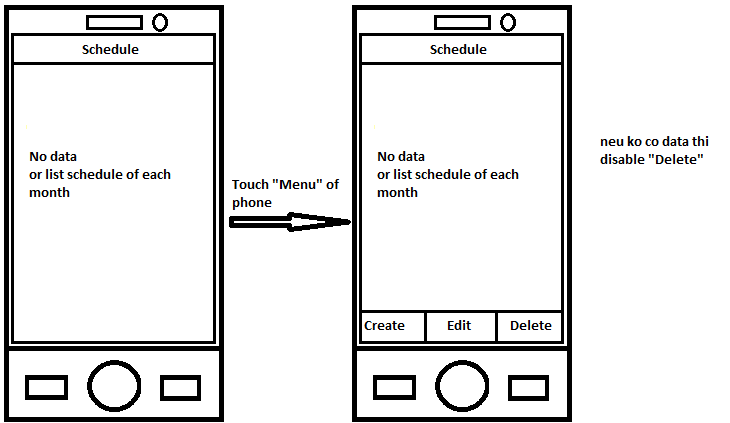 Schedule
No data
or list schedule of each
month
Touch "Menu" of
phone
Schedule
No data
or list schedule of each
month
Create
Edit
Delete
neu ko co data thi
disable "Delete"